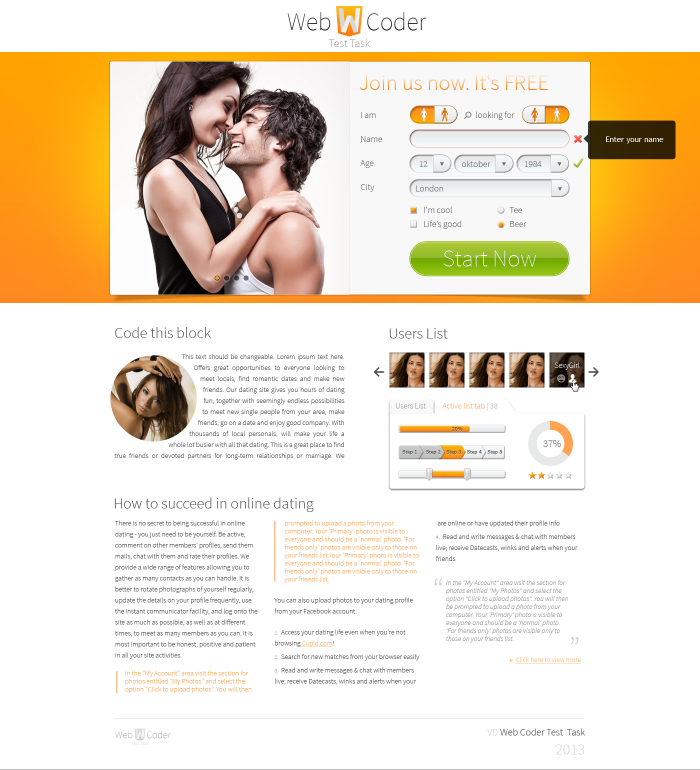 Web Coder
Test Task
Join us now. It's FREE
I am
looking for
Name
Enter your name
Age
12
oktober
1984
City
London
I'm cool
Tee
Life's good
Beer
Start Now
Code this block
This text should be changeable. Lorem ipsum text here.
Offers great opportunities to everyone looking to
meet locals, find romantic dates and make new
friends. Our dating site gives you hours of dating
fun, together with seemingly endless possibilities
to meet new single people from your area, make
friends, go on a date and enjoy good company. With
thousands of local personals, will make your life a
whole lot busier with all that dating. This is a great place to find
true friends or devoted partners for long-term relationships or marriage. We
Users List
SexyGirl
Users List
Active list tab | 38
39%
Step 1
Step 2
Step 3
Step 4
Step 5
37%
How to succeed in online dating
There is no secret to being successful in online
dating - you just need to be yourself. Be active,
comment on other members' profiles, send them
mails, chat with them and rate their profiles. We
provide a wide range of features allowing you to
gather as many contacts as you can handle. It is
better to rotate photographs of yourself regularly,
update the details on your profile frequently, use
the instant communicator facility, and log onto the
site as much as possible, as well as at different
times, to meet as many members as you can. It is
most important to be honest, positive and patient
in all your site activities.
In the "My Account" area visit the section for
photos entitled "My Photos" and select the
option "Click to upload photos". You will then
prompted to upload a photo from your
computer. Your 'Primary' photo is visible to
everyone and should be a 'normal' photo. 'For
friends only' photos are visible only to those on
your friends list.Your 'Primary' photo is visible to
everyone and should be a 'normal' photo. 'For
friends only' photos are visible only to those on
your friends list.
You can also upload photos to your dating profile
from your Facebook account.
Access your dating life even when you're not
browsing Cupid.com!
Search for new matches from your browser easily
Read and write messages & chat with members
live; receive Datecasts, winks and alerts when your
are online or have updated their profile info
Read and write messages & chat with members
live; receive Datecasts, winks and alerts when your
friends
“ In the "My Account" area visit the section for
photos entitled "My Photos" and select the
option "Click to upload photos". You will then
be prompted to upload a photo from your
computer. Your 'Primary' photo is visible to
everyone and should be a 'normal' photo.
'For friends only' photos are visible only to
those on your friends list. ”
Click here to view more
Web Coder
VD Web Coder Test Task
2013